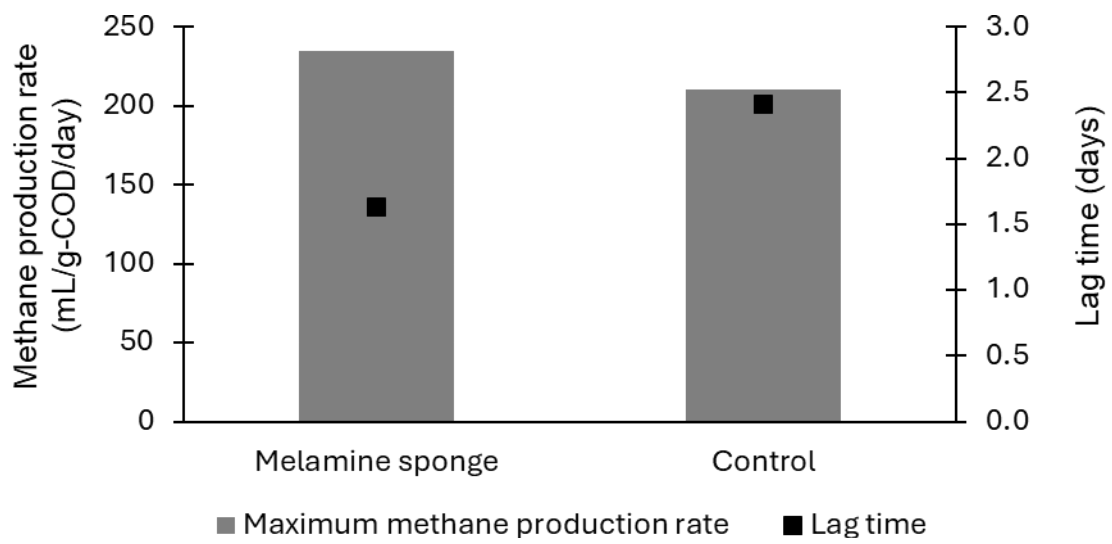 Methane production rate
(mL/g-COD/day)
250
200
150
100
50
0
3.0
2.5
2.0
1.5
1.0
0.5
0.0
Lag time (days)
Melamine sponge
Control
Maximum methane production rate
Lag time